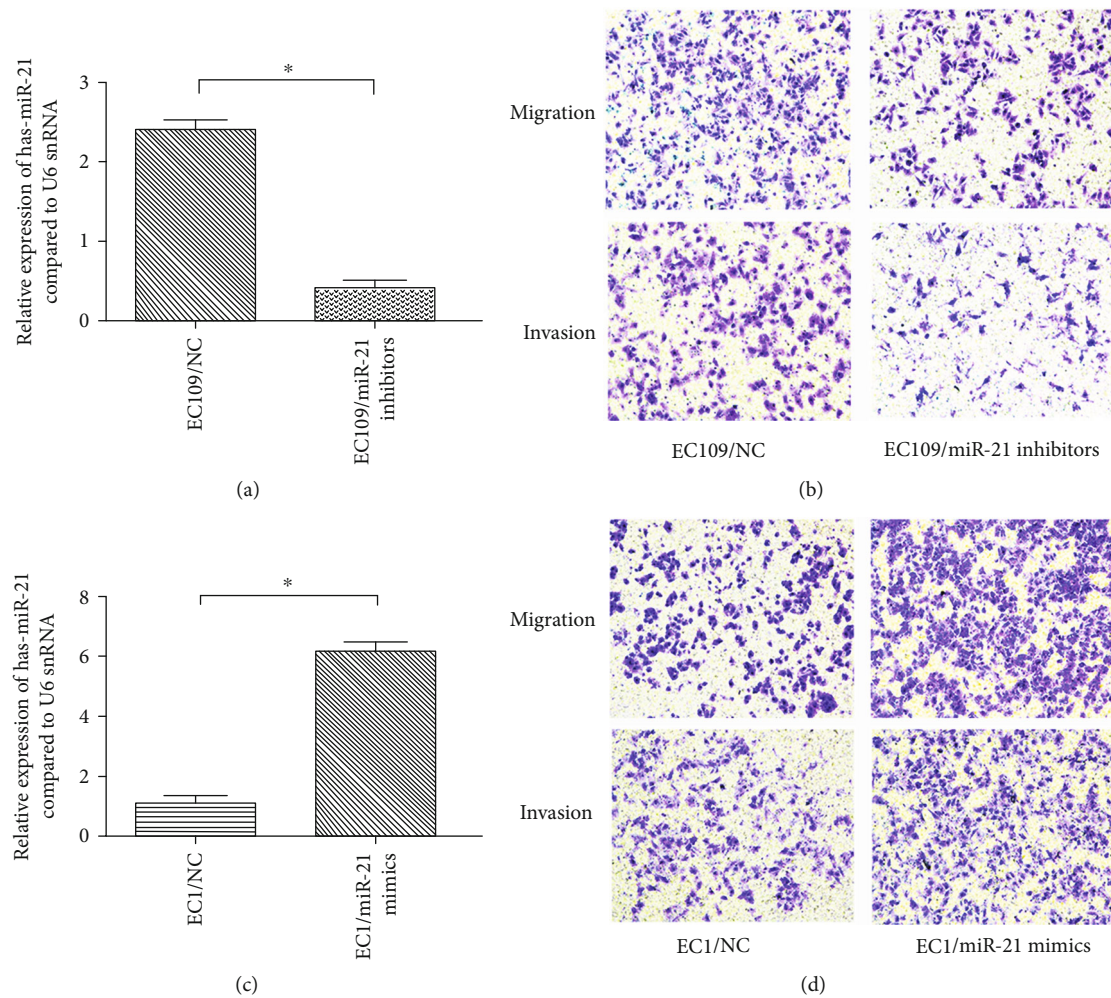 Relative expression of has-miR-21
compared to U6 snRNA
3
2
1
0
*
EC109/NC
EC109/miR-21
inhibitors
(a)
Migration
Invasion
EC109/NC
EC109/miR-21 inhibitors
(b)
Relative expression of has-miR-21
compared to U6 snRNA
8
6
4
2
0
*
EC1/NC
EC1/miR-21
mimics
(c)
Migration
Invasion
EC1/NC
EC1/miR-21 mimics
(d)